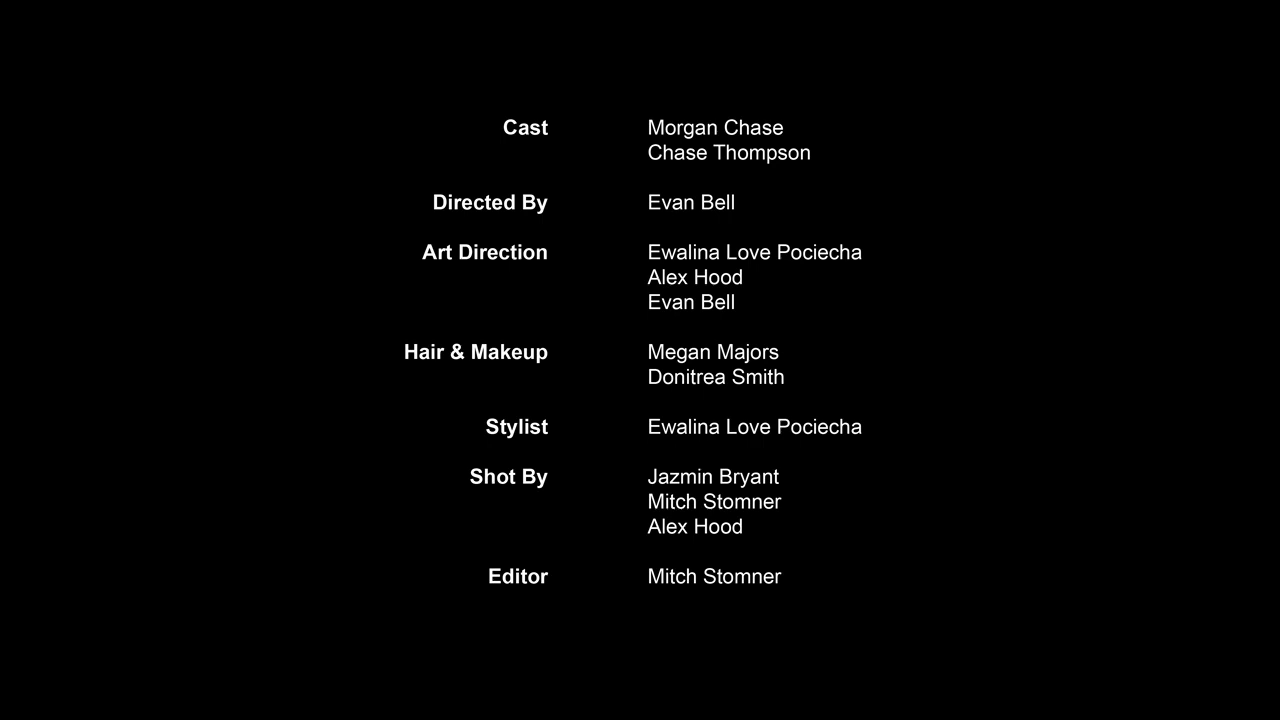 Cast Morgan Chase
Chase Thompson
Directed By Evan Bell
Art Direction Ewalina Love Pociecha
Alex Hood
Evan Bell
Hair & Makeup Megan Majors
Donitrea Smith
Stylist Ewalina Love Pociecha
Shot By Jazmin Bryant
Mitch Stomner
Alex Hood
Editor Mitch Stomner